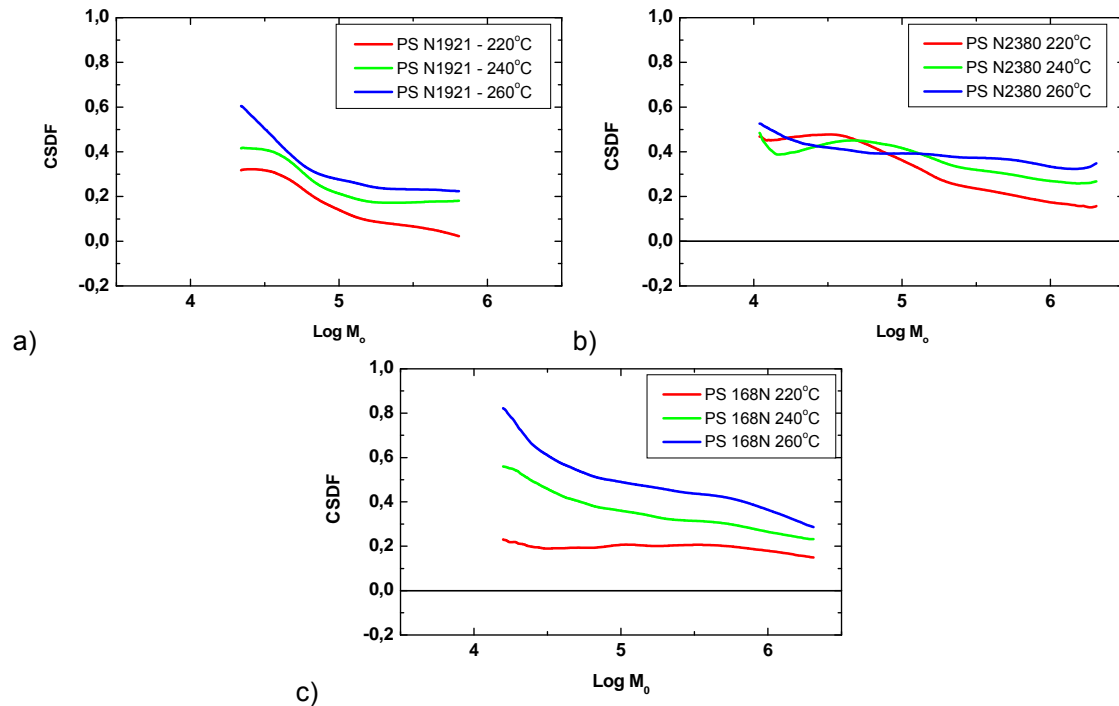 1,0
0,8
0,6
0,4
0,2
0,0
-0,2
CSDF
4
5
6
Log Mₒ
PS N1921 - 220°C
PS N1921 - 240°C
PS N1921 - 260°C
a)
1,0
0,8
0,6
0,4
0,2
0,0
-0,2
CSDF
4
5
6
Log Mₒ
PS N2380 220°C
PS N2380 240°C
PS N2380 260°C
b)
1,0
0,8
0,6
0,4
0,2
0,0
-0,2
CSDF
4
5
6
Log M₀
PS 168N 220°C
PS 168N 240°C
PS 168N 260°C
c)